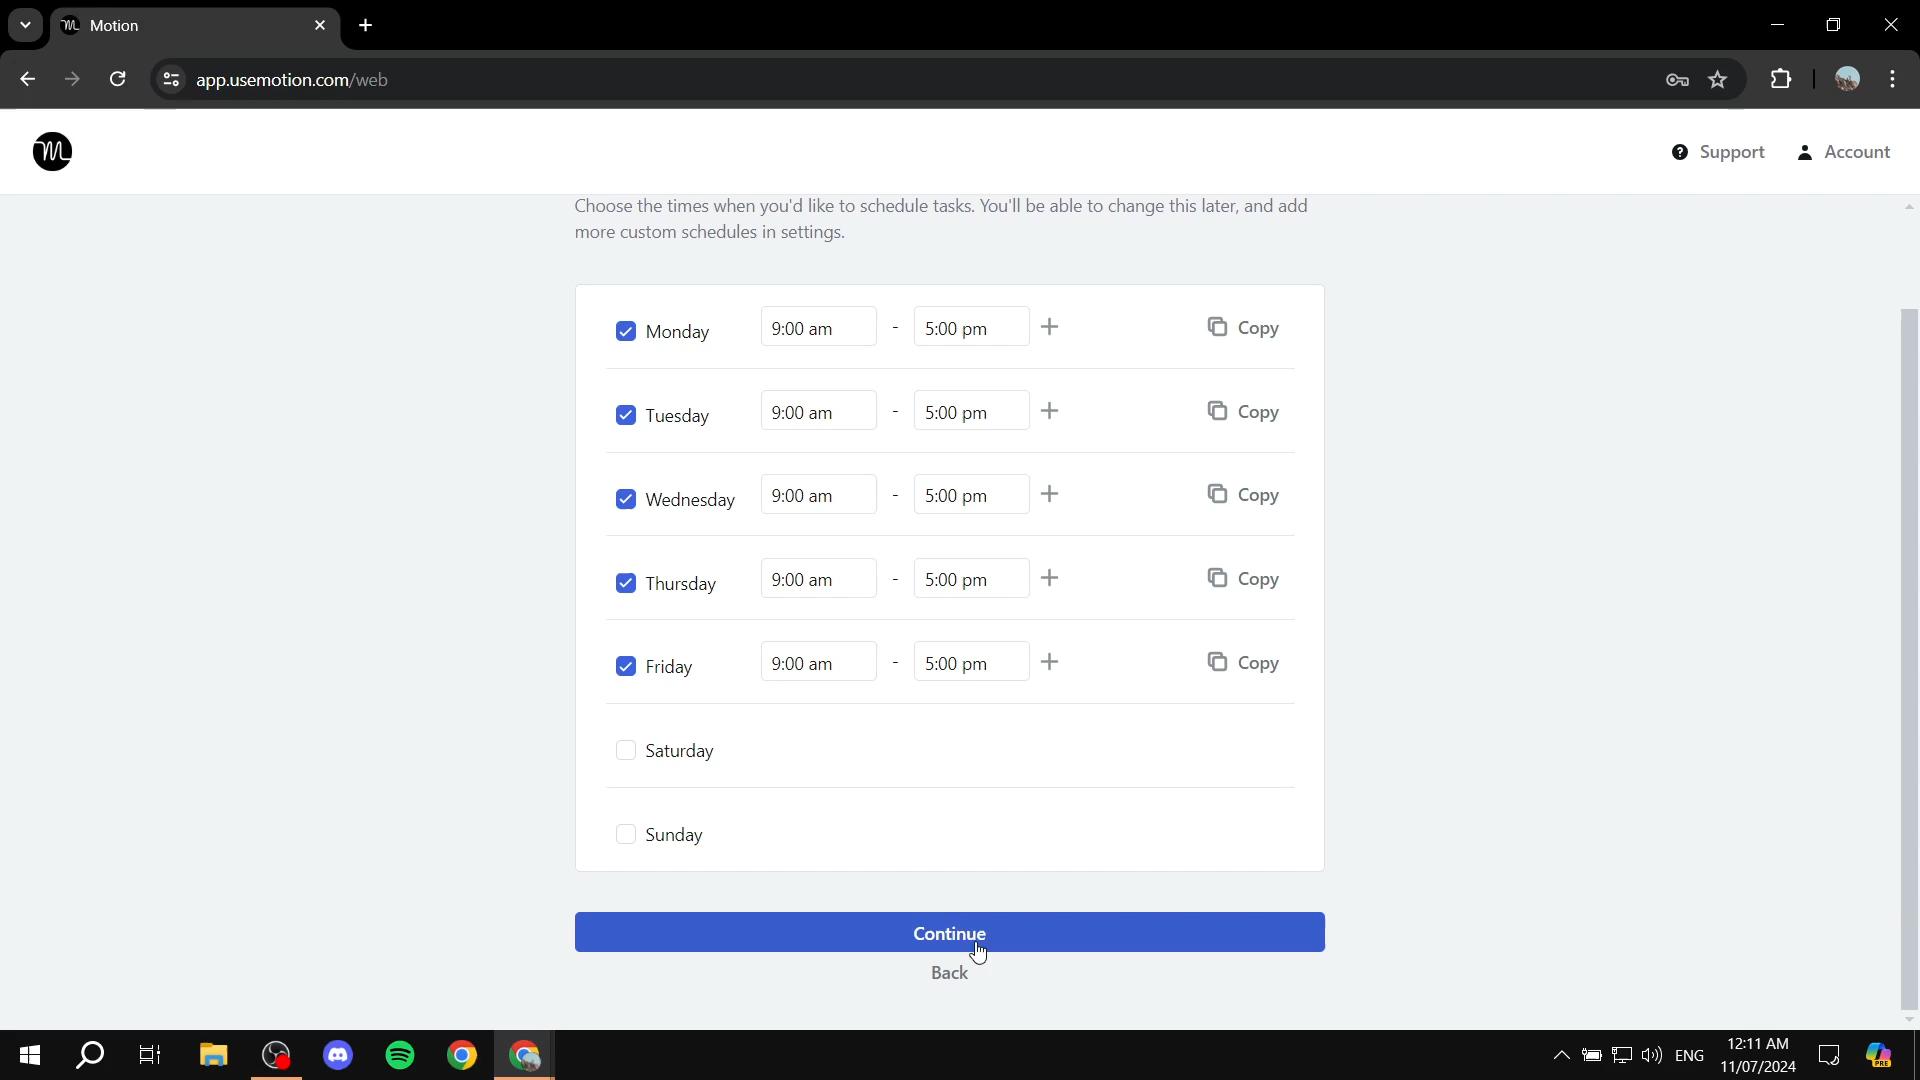 Motion
app.usemotion.com/web
Support
Account
Choose the times when you'd like to schedule tasks. You'll be able to change this later, and add
more custom schedules in settings.
Monday 9:00 am - 5:00 pm + Copy
Tuesday 9:00 am - 5:00 pm + Copy
Wednesday 9:00 am - 5:00 pm + Copy
Thursday 9:00 am - 5:00 pm + Copy
Friday 9:00 am - 5:00 pm + Copy
Saturday
Sunday
Continue
Back
ENG
12:11 AM
11/07/2024
PRE